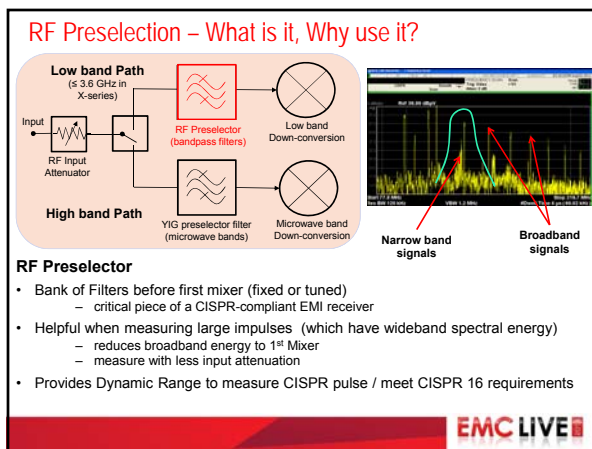 RF Preselection – What is it, Why use it?
Low band Path
(≤ 3.6 GHz in
X-series)
Input
RF Input
Attenuator
RF Preselector
(bandpass filters)
Low band
Down-conversion
High band Path
YIG preselector filter
(microwave bands)
Microwave band
Down-conversion
VBW 1.2 MHz
Narrow band
signals
Broadband
signals
RF Preselector
• Bank of Filters before first mixer (fixed or tuned)
– critical piece of a CISPR-compliant EMI receiver
• Helpful when measuring large impulses (which have wideband spectral energy)
– reduces broadband energy to 1st Mixer
– measure with less input attenuation
• Provides Dynamic Range to measure CISPR pulse / meet CISPR 16 requirements
EMC LIVE